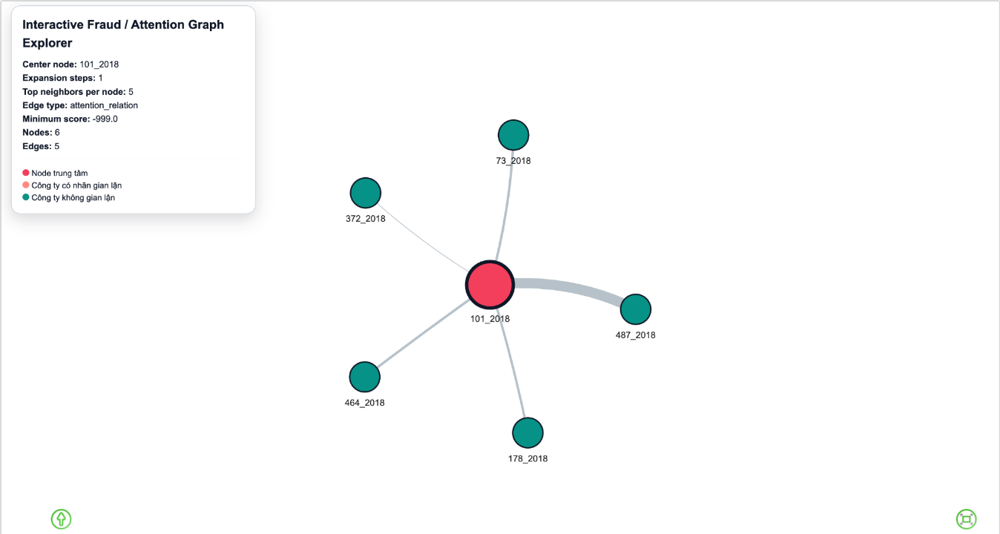 Interactive Fraud / Attention Graph
Explorer
Center node: 101_2018
Expansion steps: 1
Top neighbors per node: 5
Edge type: attention_relation
Minimum score: -999.0
Nodes: 6
Edges: 5
Node trung tâm
Công ty có nhãn gian lận
Công ty không gian lận
73_2018
372_2018
101_2018
487_2018
464_2018
178_2018